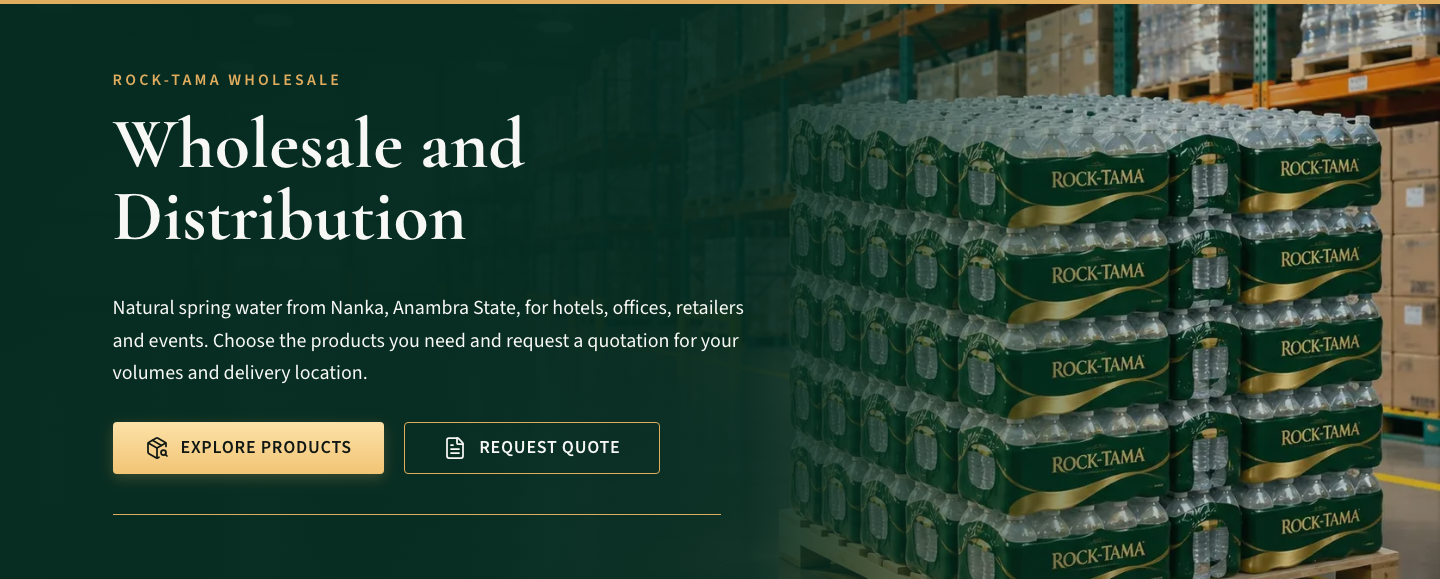 ROCK-TAMA WHOLESALE
Wholesale and
Distribution
Natural spring water from Nanka, Anambra State, for hotels, offices, retailers
and events. Choose the products you need and request a quotation for your
volumes and delivery location.
EXPLORE PRODUCTS
REQUEST QUOTE
ROCK-TAMA
ROCK-TAMA
ROCK-TAMA
ROCK-TAMA
ROCK-TAMA
ROCK-TAMA
ROCK-TAMA
ROCK-TAMA
ROCK-TAMA
ROCK-TAMA